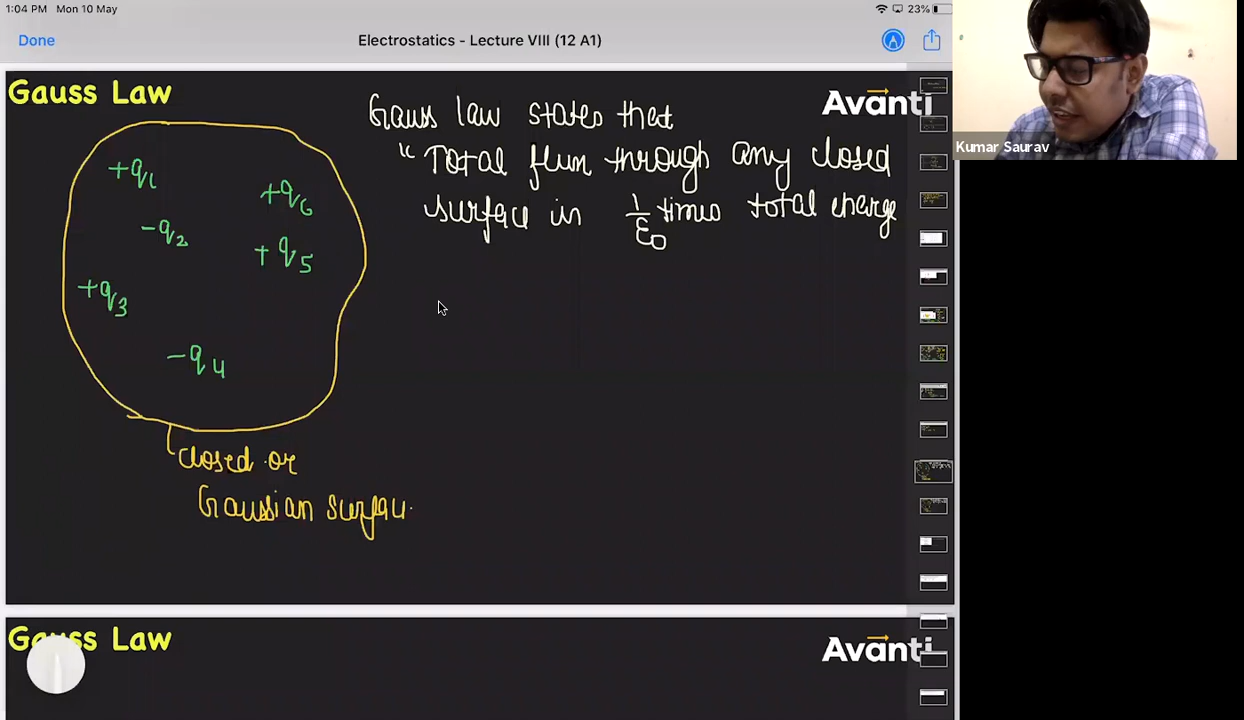 1:04 PM Mon 10 May
23%
Done
Electrostatics - Lecture VIII (12 A1)
Gauss Law
Avanti
Gauss law states that
"Total flux through any closed
surface is 1/ε0 times total charge
+q1
-q2
+q3
-q4
+q5
+q6
closed or
Gaussian surfac
Kumar Saurav
Gauss Law
Avanti